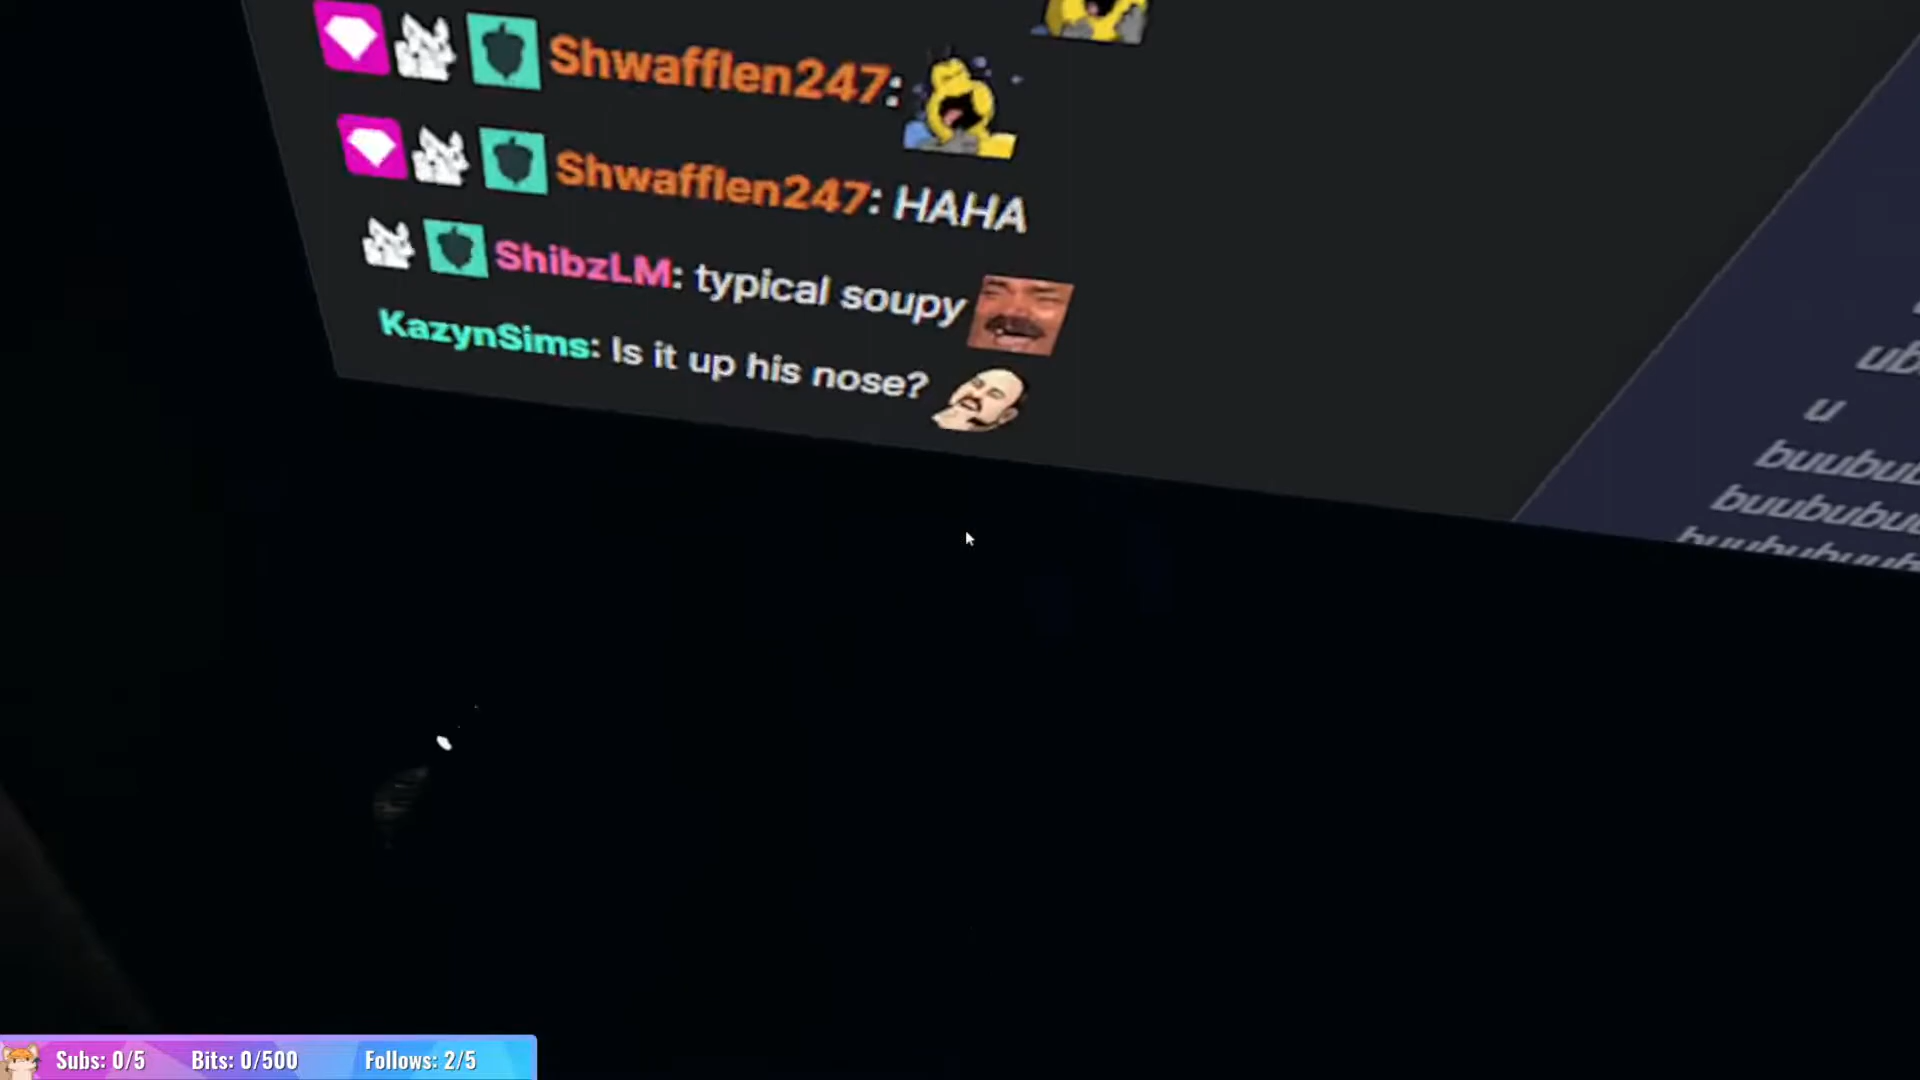 Shwafflen247:
Shwafflen247: HAHA
ShibzLM: typical soupy
KazynSims: Is it up his nose?
u
Subs: 0/5
Bits: 0/500
Follows: 2/5